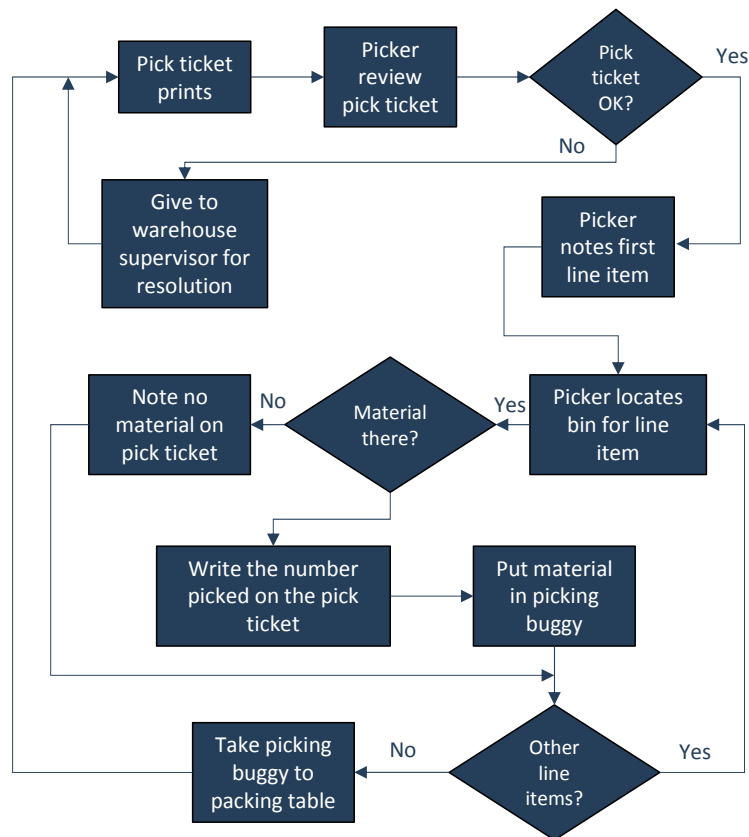 Pick ticket
prints
Picker
review
pick ticket
Pick
ticket
OK?
Yes
No
Give to
warehouse
supervisor for
resolution
Picker
notes first
line item
Note no
material on
pick ticket
No
Material
there?
Yes
Picker locates
bin for line
item
Write the number
picked on the pick
ticket
Put material
in picking
buggy
Take picking
buggy to
packing table
No
Other
line
items?
Yes